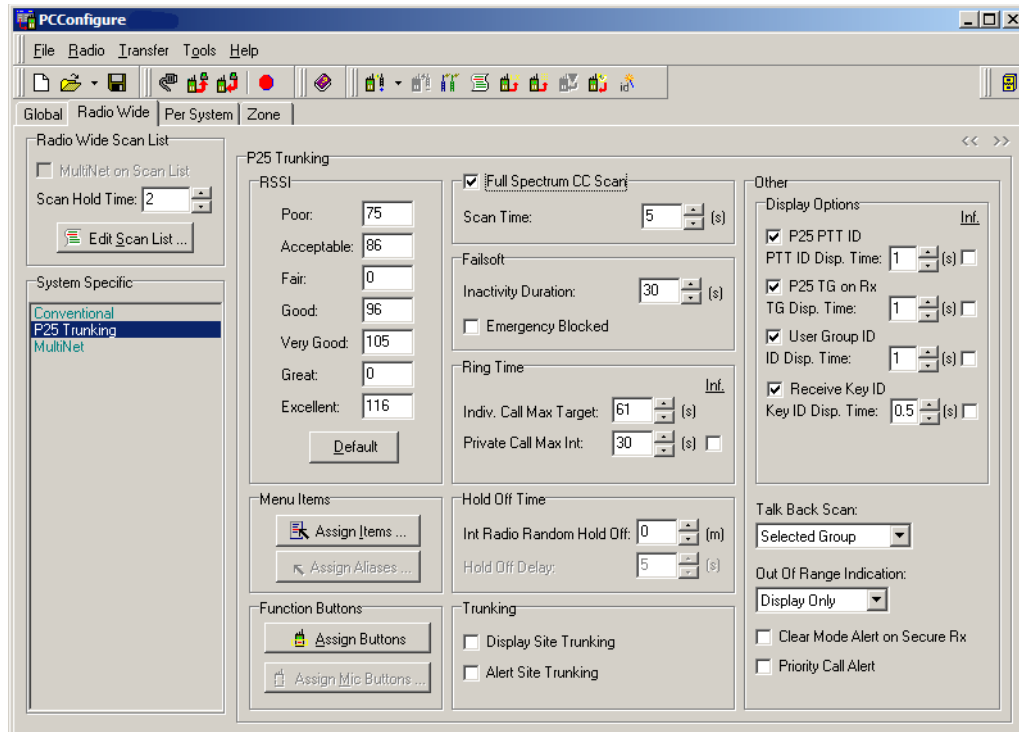 PCConfigure
File Radio Transfer Tools Help
Global Radio Wide Per System Zone
Radio Wide Scan List
MultiNet on Scan List
Scan Hold Time: 2
Edit Scan List ...
System Specific
Conventional
P25 Trunking
MultiNet
<< >>
P25 Trunking
RSSI
Poor: 75
Acceptable: 86
Fair: 0
Good: 96
Very Good: 105
Great: 0
Excellent: 116
Default
Menu Items
Assign Items ...
Assign Aliases ...
Function Buttons
Assign Buttons
Assign Mic Buttons ...
Full Spectrum CC Scan
Scan Time: 5 (s)
Failsoft
Inactivity Duration: 30 (s)
Emergency Blocked
Ring Time
Inf.
Indiv. Call Max Target: 61 (s)
Private Call Max Int: 30 (s)
Hold Off Time
Int Radio Random Hold Off: 0 (m)
Hold Off Delay: 5 (s)
Trunking
Display Site Trunking
Alert Site Trunking
Other
Display Options
Inf.
P25 PTT ID
PTT ID Disp. Time: 1 (s)
P25 TG on Rx
TG Disp. Time: 1 (s)
User Group ID
ID Disp. Time: 1 (s)
Receive Key ID
Key ID Disp. Time: 0.5 (s)
Talk Back Scan:
Selected Group
Out Of Range Indication:
Display Only
Clear Mode Alert on Secure Rx
Priority Call Alert